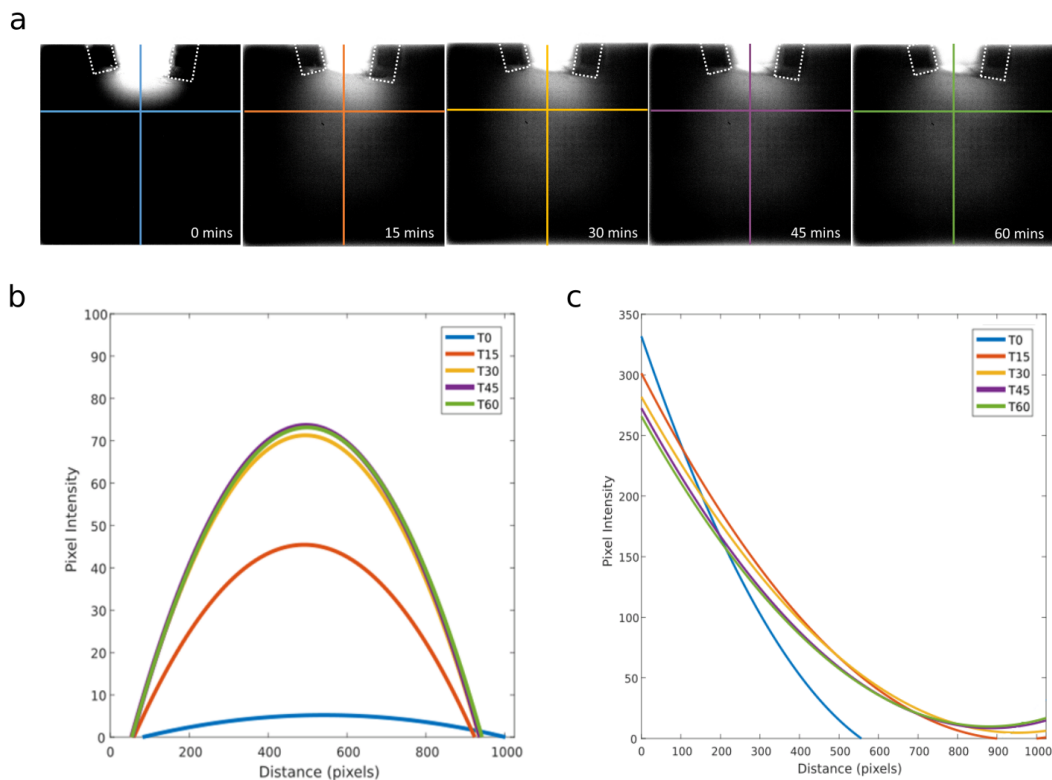 a
0 mins
15 mins
30 mins
45 mins
60 mins
b
100
90
80
70
60
50
40
30
20
10
0
Pixel Intensity
T0
T15
T30
T45
T60
0
200
400
600
800
1000
Distance (pixels)
c
350
300
250
200
150
100
50
0
Pixel Intensity
T0
T15
T30
T45
T60
0
100
200
300
400
500
600
700
800
900
1000
Distance (pixels)